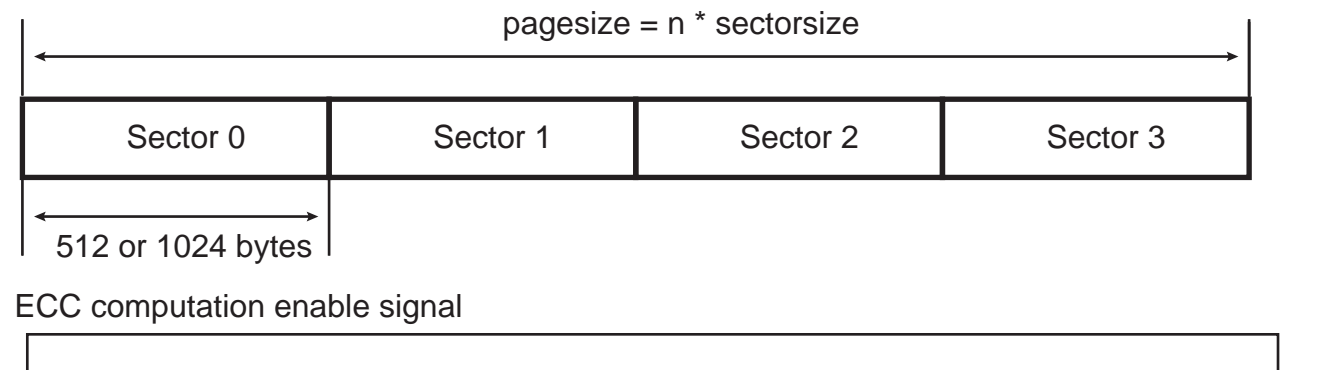 pagesize = n * sectorsize
Sector 0 Sector 1 Sector 2 Sector 3
512 or 1024 bytes
ECC computation enable signal